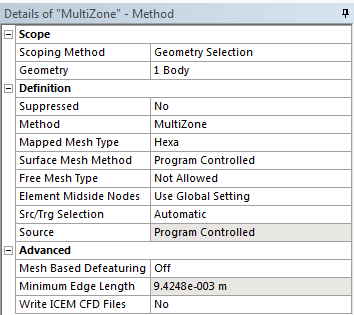 Details of "MultiZone" - Method
Scope
Scoping Method Geometry Selection
Geometry 1 Body
Definition
Suppressed No
Method MultiZone
Mapped Mesh Type Hexa
Surface Mesh Method Program Controlled
Free Mesh Type Not Allowed
Element Midside Nodes Use Global Setting
Src/Trg Selection Automatic
Source Program Controlled
Advanced
Mesh Based Defeaturing Off
Minimum Edge Length 9.4248e-003 m
Write ICEM CFD Files No